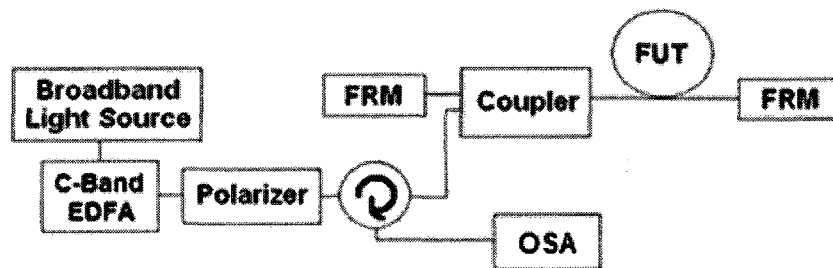 Broadband
Light Source
C-Band
EDFA
Polarizer
FRM
Coupler
FUT
FRM
OSA